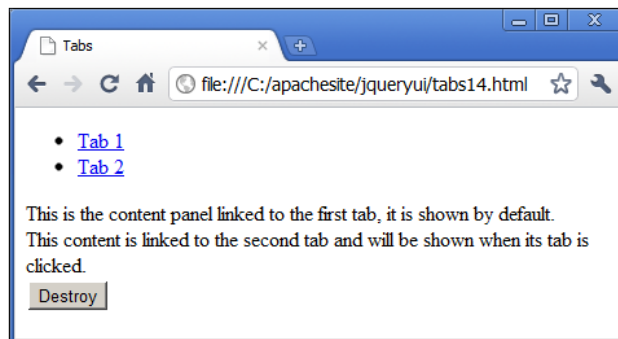 Tabs
file:///C:/apachesite/jqueryui/tabs14.html
Tab 1
Tab 2
This is the content panel linked to the first tab, it is shown by default.
This content is linked to the second tab and will be shown when its tab is
clicked.
Destroy